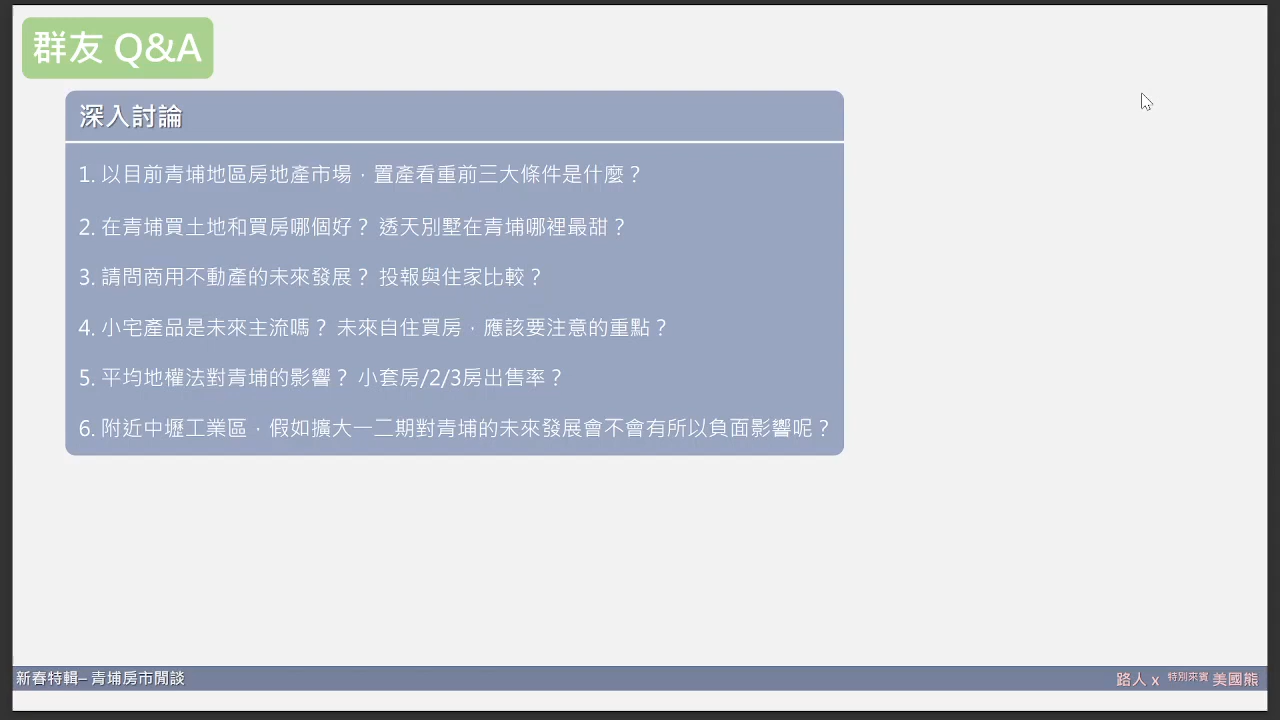 群友 Q&A
深入討論
1. 以目前青埔地區房地產市場，置產看重前三大條件是什麼？
2. 在青埔買土地和買房哪個好？ 透天別墅在青埔哪裡最甜？
3. 請問商用不動產的未來發展？ 投報與住家比較？
4. 小宅產品是未來主流嗎？ 未來自住買房，應該要注意的重點？
5. 平均地權法對青埔的影響？ 小套房/2/3房出售率？
6. 附近中壢工業區，假如擴大一二期對青埔的未來發展會不會有所以負面影響呢？
新春特輯– 青埔房市閒談
路人 x 特別來賓 美國熊